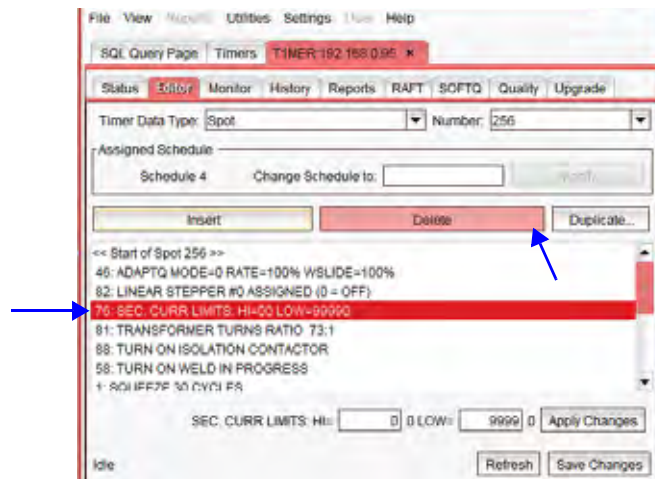 File View Utilities Settings Help
SQL Query Page Timers T1MER:192.168.0.95 ×
Status Editor Monitor History Reports RAFT SOFTQ Quality Upgrade
Timer Data Type: Spot Number: 256
Assigned Schedule
Schedule 4 Change Schedule to:
Insert Delete Duplicate...
<< Start of Spot 256 >>
46: ADAPTQ MODE=0 RATE=100% WSLIDE=100%
82: LINEAR STEPPER #0 ASSIGNED (0 = OFF)
76: SEC. CURR LIMITS: HI=00 LOW=99990
81: TRANSFORMER TURNS RATIO 73:1
88: TURN ON ISOLATION CONTACTOR
58: TURN ON WELD IN PROGRESS
1: SQUEEZE 30 CYCLES
SEC. CURR LIMITS: HI= 0 0 LOW= 9999 0 Apply Changes
Idle Refresh Save Changes